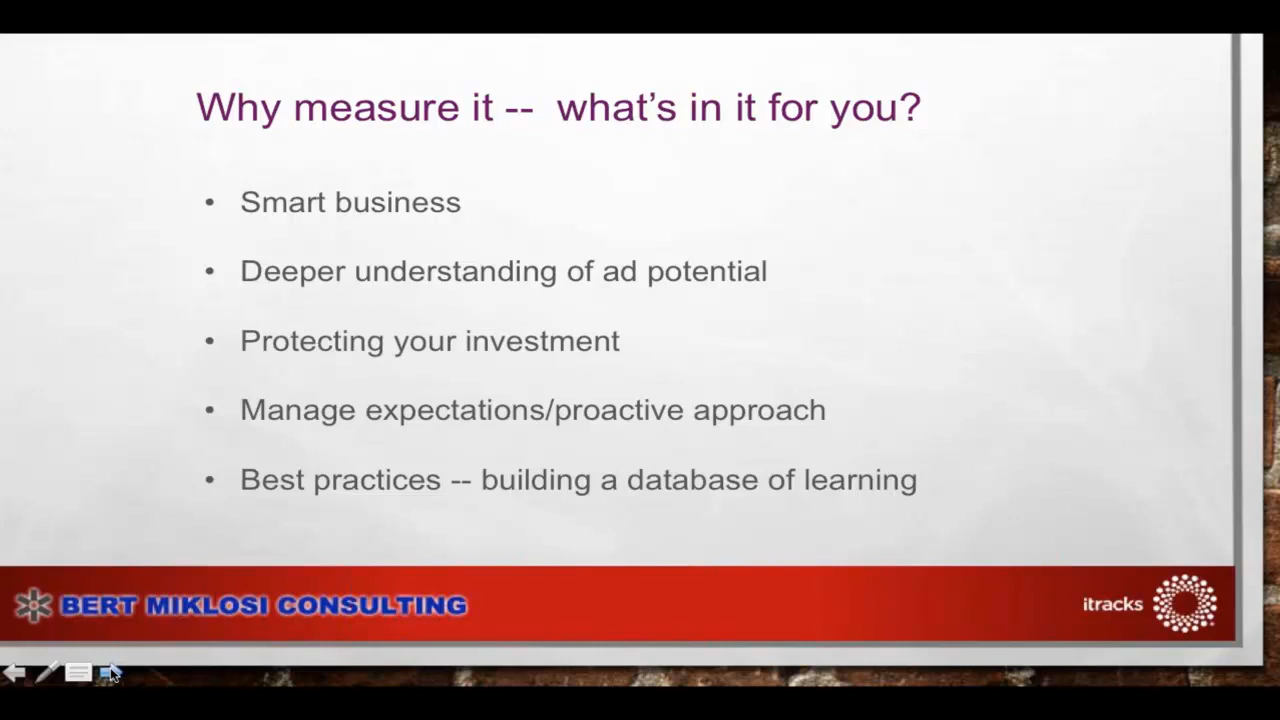 Why measure it --  what's in it for you?
• Smart business
• Deeper understanding of ad potential
• Protecting your investment
• Manage expectations/proactive approach
• Best practices -- building a database of learning
BERT MIKLOSI CONSULTING
itracks